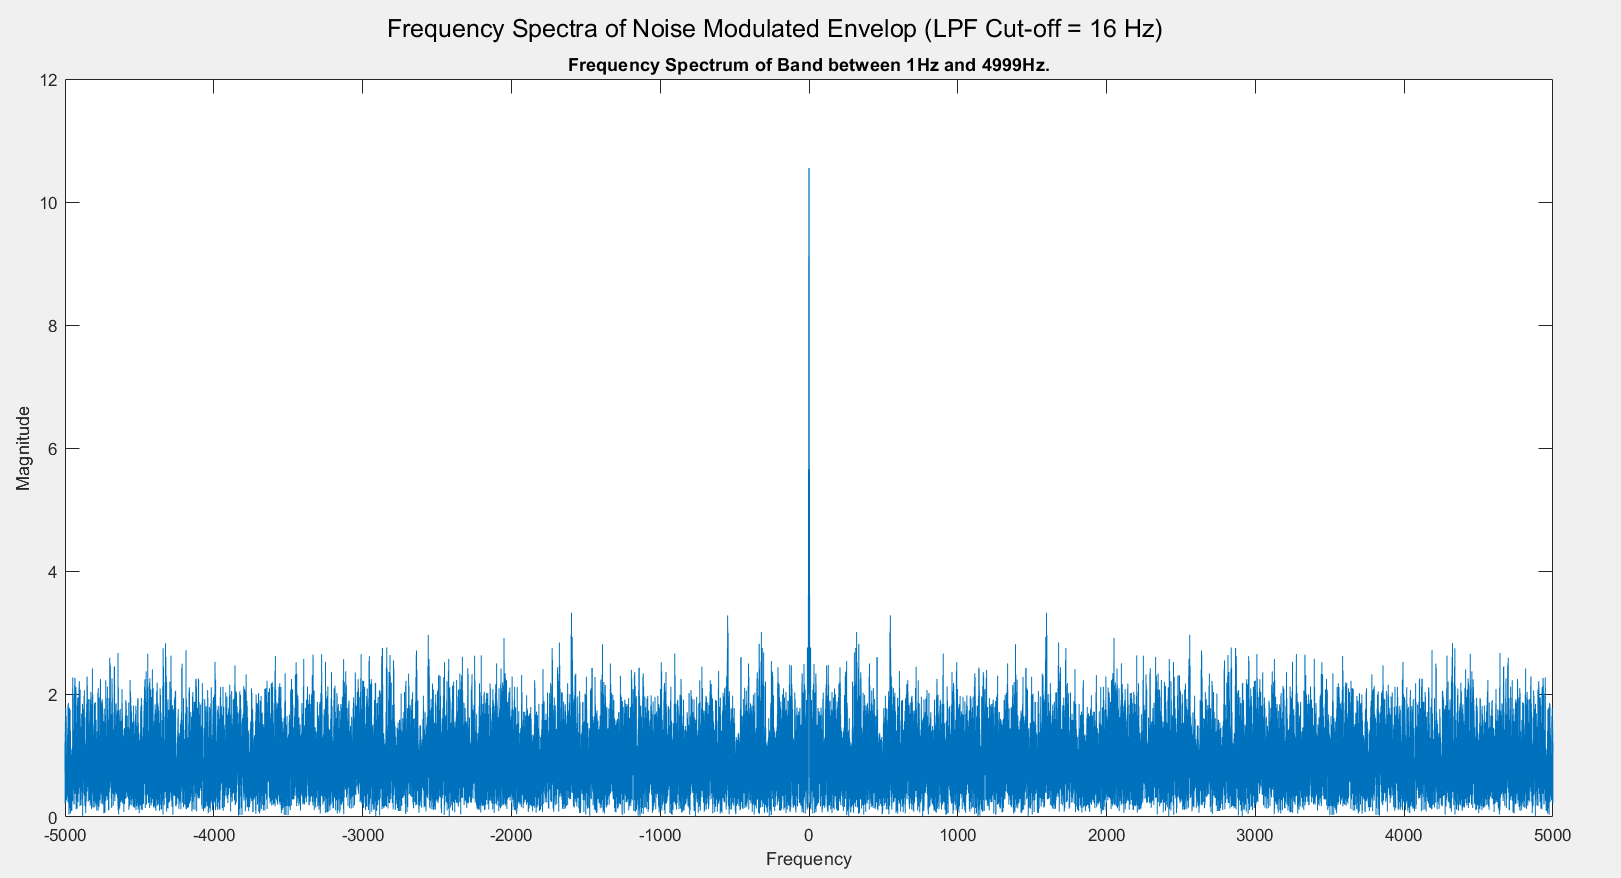 Frequency Spectra of Noise Modulated Envelop (LPF Cut-off = 16 Hz)
Frequency Spectrum of Band between 1Hz and 4999Hz.
12
10
8
6
4
2
0
Magnitude
-5000 -4000 -3000 -2000 -1000 0 1000 2000 3000 4000 5000
Frequency